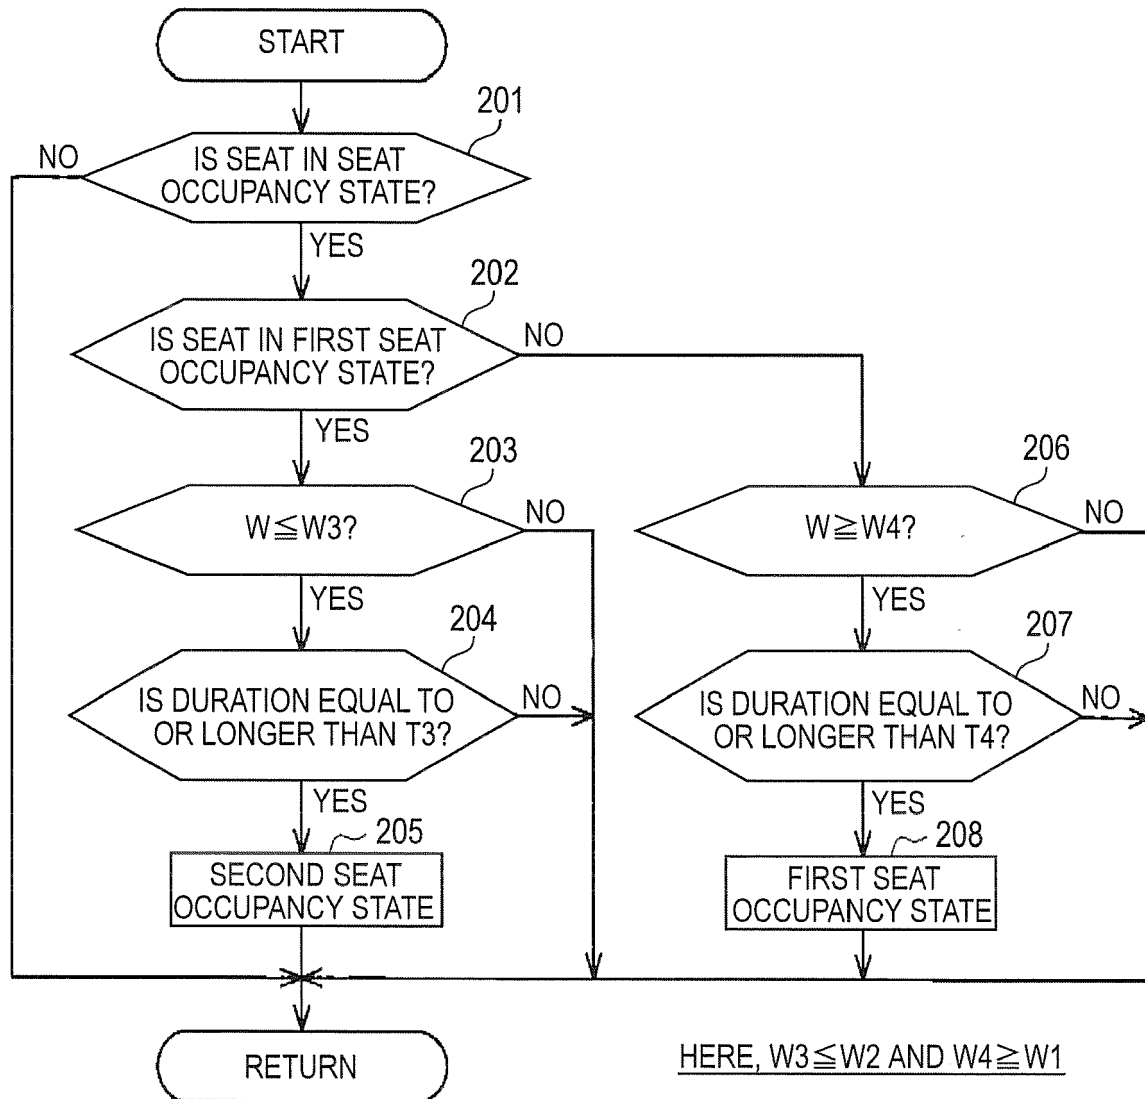 START
201
NO
IS SEAT IN SEAT
OCCUPANCY STATE?
YES
202
IS SEAT IN FIRST SEAT
OCCUPANCY STATE?
NO
YES
203
W≦W3?
NO
206
W≧W4?
NO
YES
YES
204
IS DURATION EQUAL TO
OR LONGER THAN T3?
NO
207
IS DURATION EQUAL TO
OR LONGER THAN T4?
NO
YES
YES
205
SECOND SEAT
OCCUPANCY STATE
208
FIRST SEAT
OCCUPANCY STATE
RETURN
HERE, W3≦W2 AND W4≧W1